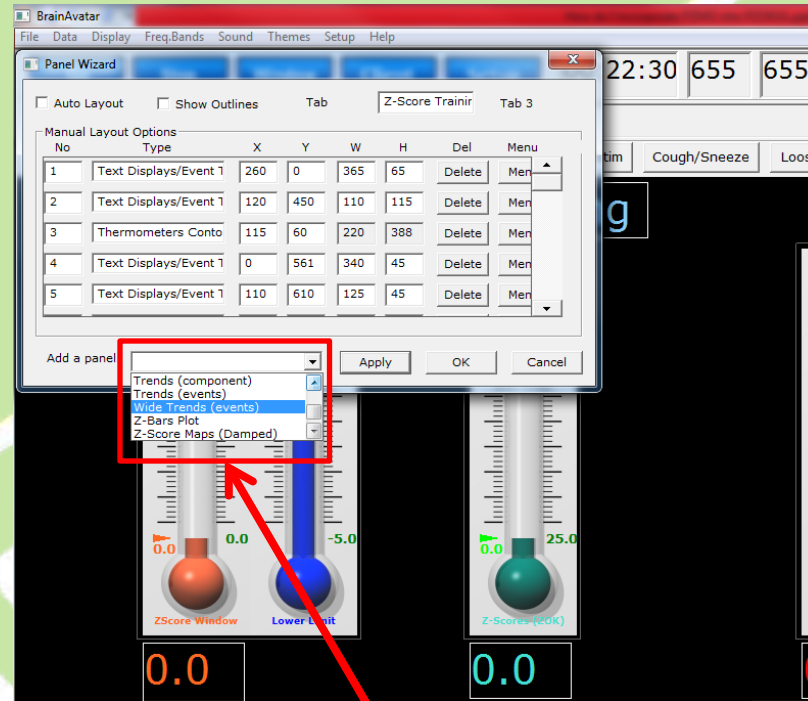 BrainAvatar
File Data Display Freq.Bands Sound Themes Setup Help
Panel Wizard
22:30 655 655
Auto Layout Show Outlines Tab Z-Score Trainir Tab 3
Manual Layout Options
No Type X Y W H Del Menu
1 Text Displays/Event T 260 0 365 65 Delete Men
2 Text Displays/Event T 120 450 110 115 Delete Men
3 Thermometers Conto 115 60 220 388 Delete Men
4 Text Displays/Event T 0 561 340 45 Delete Men
5 Text Displays/Event T 110 610 125 45 Delete Men
tim Cough/Sneeze Loos
g
Add a panel Apply OK Cancel
Trends (component)
Trends (events)
Wide Trends (events)
Z-Bars Plot
Z-Score Maps (Damped)
0.0 0.0 -5.0 0.0 25.0
ZScore Window Lower Limit Z-Scores (ZOK)
0.0 0.0